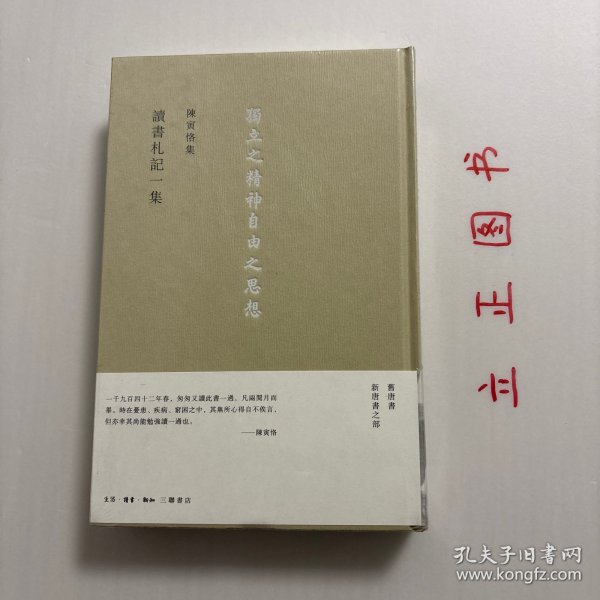 獨立之精神自由之思想
陳寅恪集
讀書札記一集
舊唐書
新唐書之部
一千九百四十二年春，匆匆又讀此書一過。凡兩閱月而
畢。時在憂患、疾病、窮困之中，其無所心得自不俟言，
但亦幸其尚能勉強讀一過也。
——陳寅恪
生活·讀書·新知 三聯書店
立正图书
孔夫子旧书网
www.kongfz.com